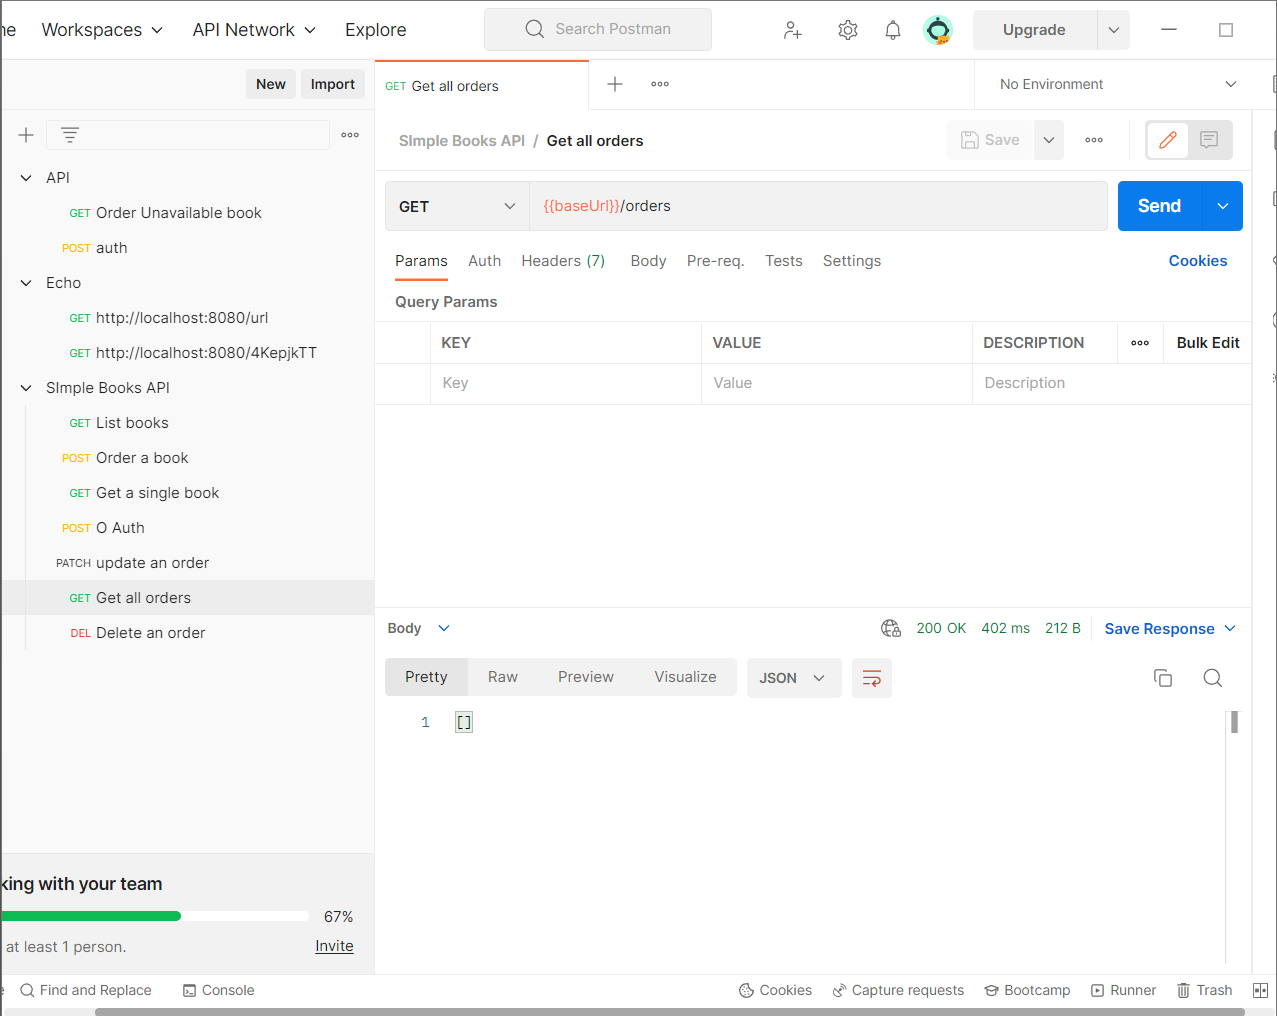 ne Workspaces API Network Explore Search Postman Upgrade
New Import GET Get all orders No Environment
SImple Books API / Get all orders Save
API
GET Order Unavailable book
POST auth
Echo
GET http://localhost:8080/url
GET http://localhost:8080/4KepjkTT
SImple Books API
GET List books
POST Order a book
GET Get a single book
POST O Auth
PATCH update an order
GET Get all orders
DEL Delete an order
king with your team
67%
at least 1 person. Invite
GET {{baseUrl}}/orders Send
Params Auth Headers (7) Body Pre-req. Tests Settings Cookies
Query Params
KEY VALUE DESCRIPTION Bulk Edit
Key Value Description
Body 200 OK 402 ms 212 B Save Response
Pretty Raw Preview Visualize JSON
1 []
e Find and Replace Console Cookies Capture requests Bootcamp Runner Trash